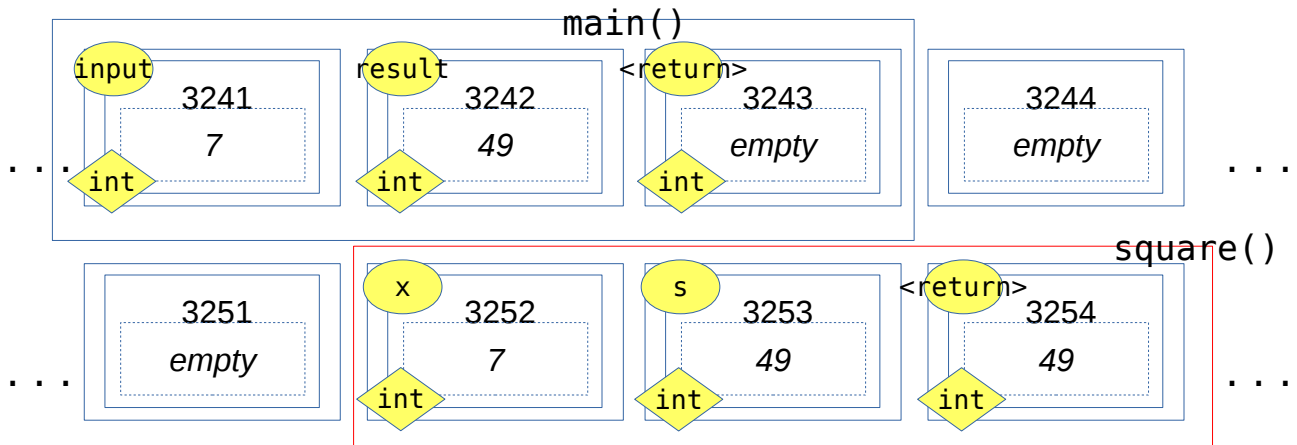 main()
input result <return>
3241 3242 3243 3244
7 49 empty empty
... int int int ...
square()
x s <return>
3251 3252 3253 3254
empty 7 49 49
... int int int ...